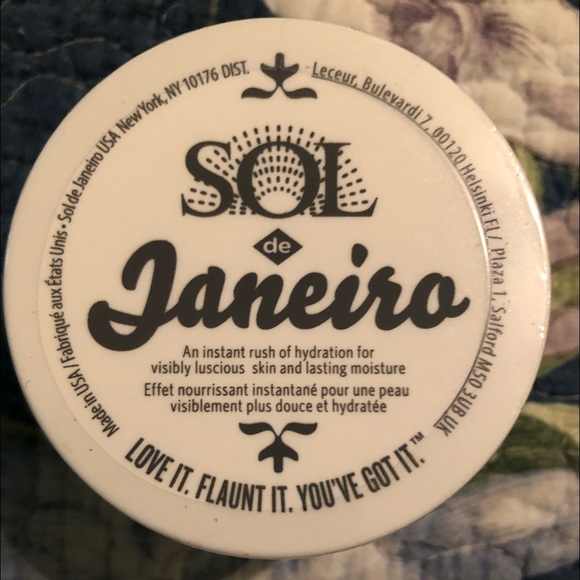 Made in USA / Fabriqué aux États Unis • Sol de Janeiro USA New York, NY 10176 DIST.
Leceur, Bulevardi 7, 00120 Helsinki FI / Plaza 1, Salford M50 3UB UK
SOL
de
Janeiro
An instant rush of hydration for
visibly luscious skin and lasting moisture
Effet nourrissant instantané pour une peau
visiblement plus douce et hydratée
LOVE IT. FLAUNT IT. YOU'VE GOT IT.™